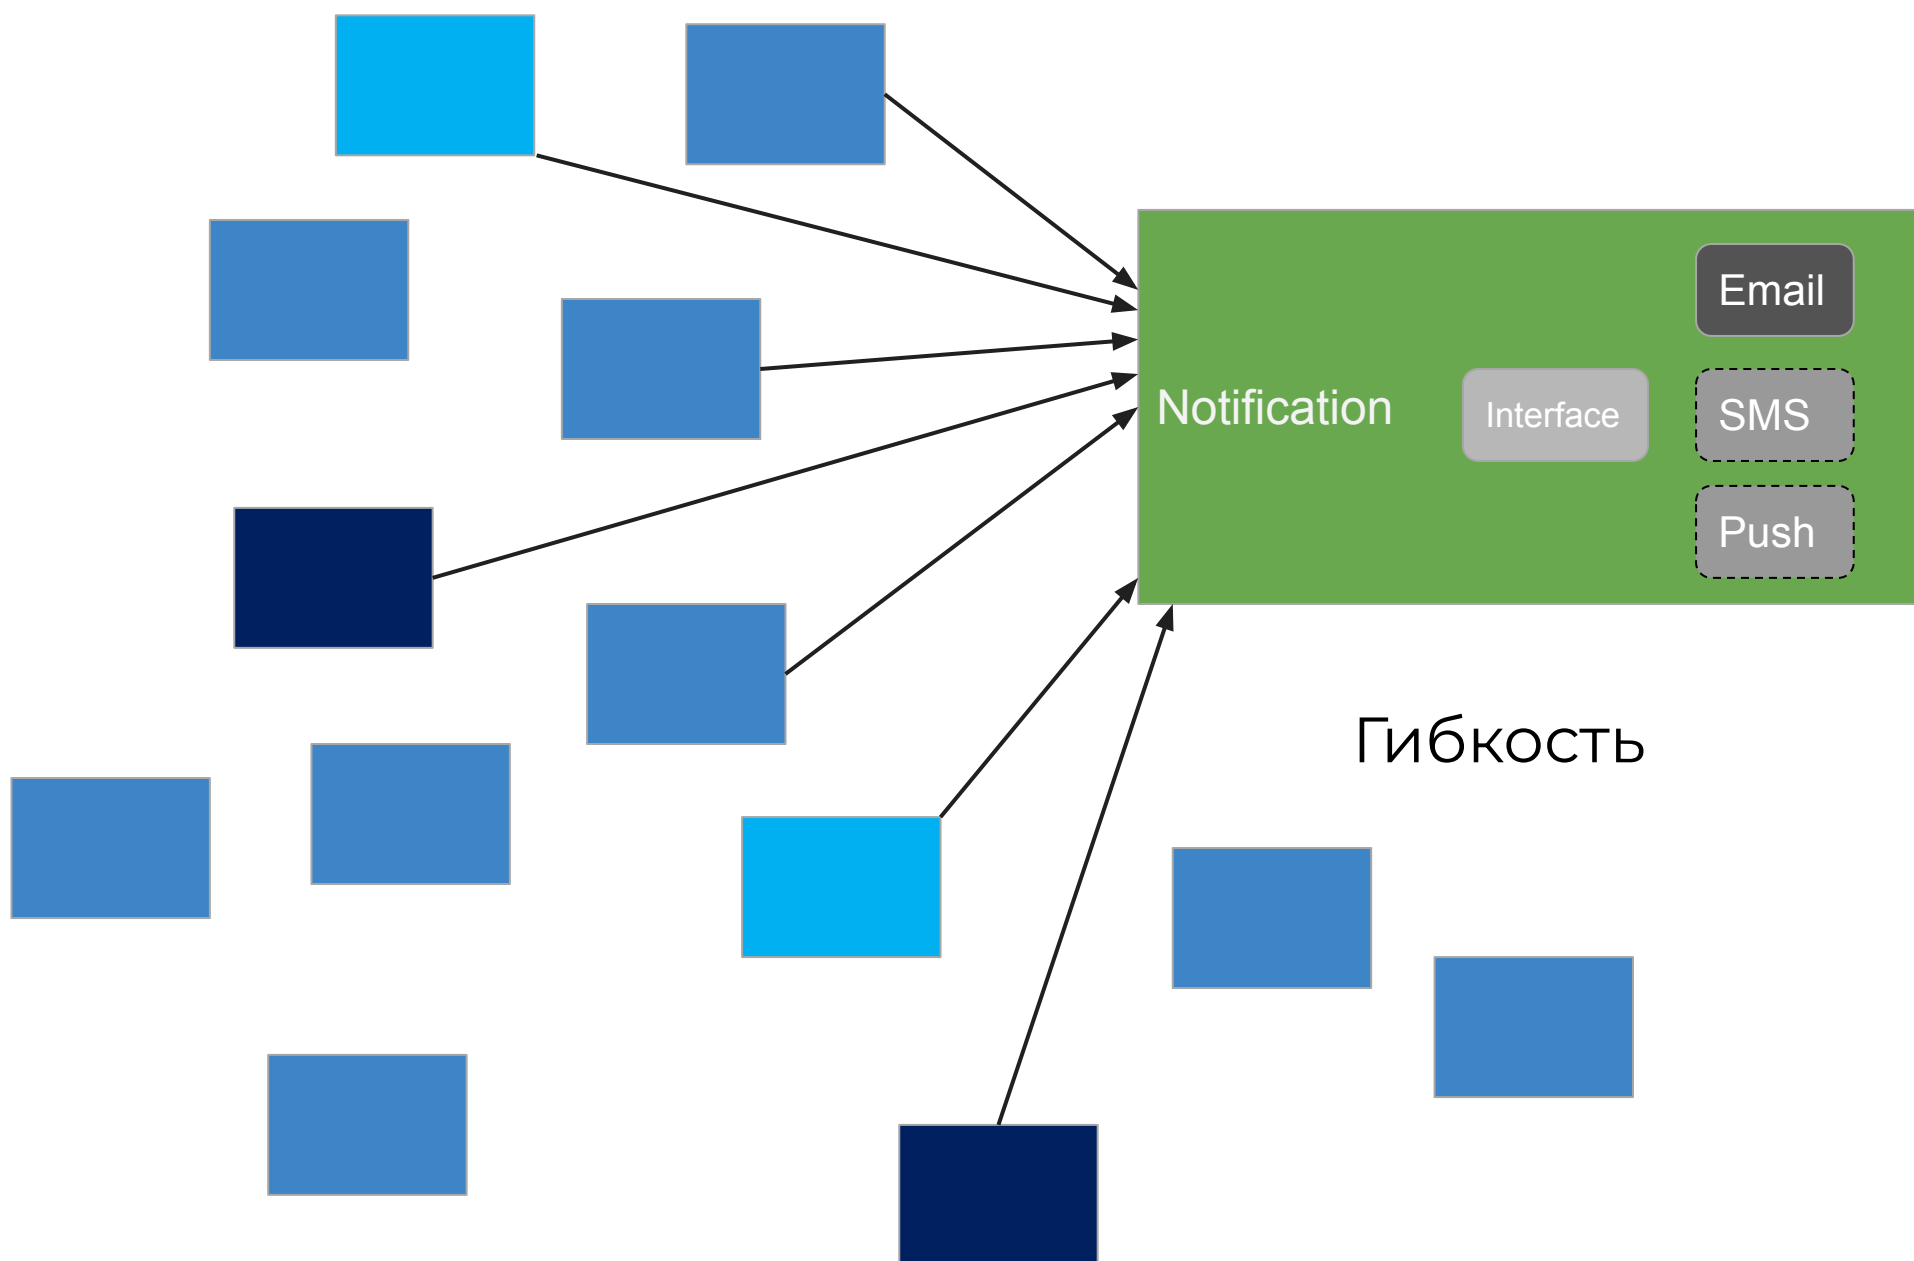 Email
Notification
Interface
SMS
Push
Гибкость